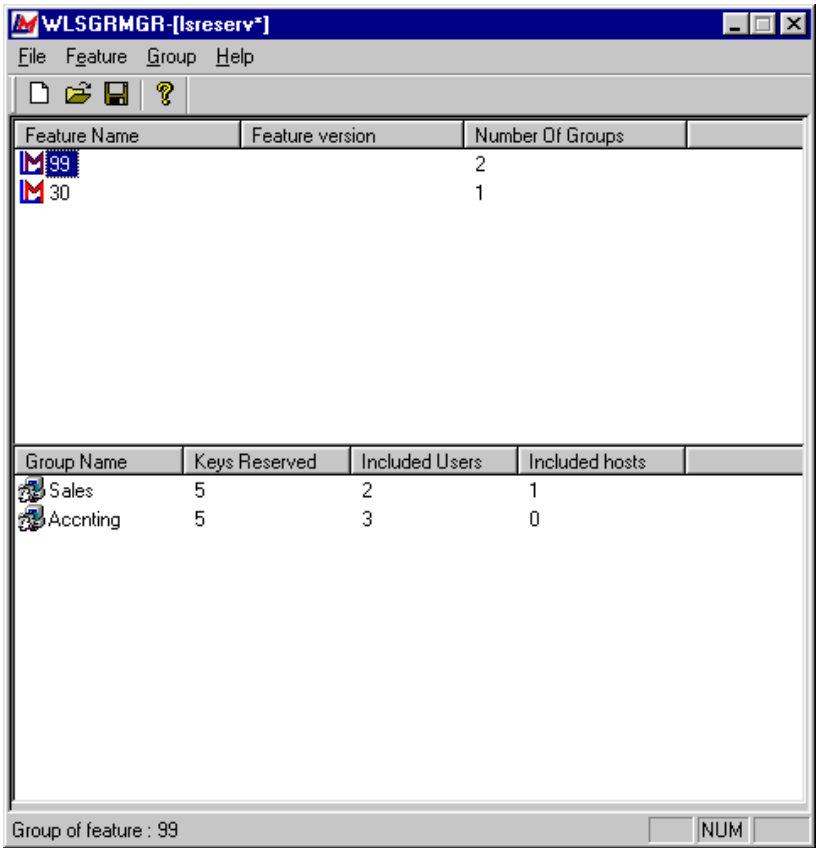 WLSGRMGR-[lsreserv*]
File Feature Group Help
Feature Name Feature version Number Of Groups
99 2
30 1
Group Name Keys Reserved Included Users Included hosts
Sales 5 2 1
Accnting 5 3 0
Group of feature : 99 NUM